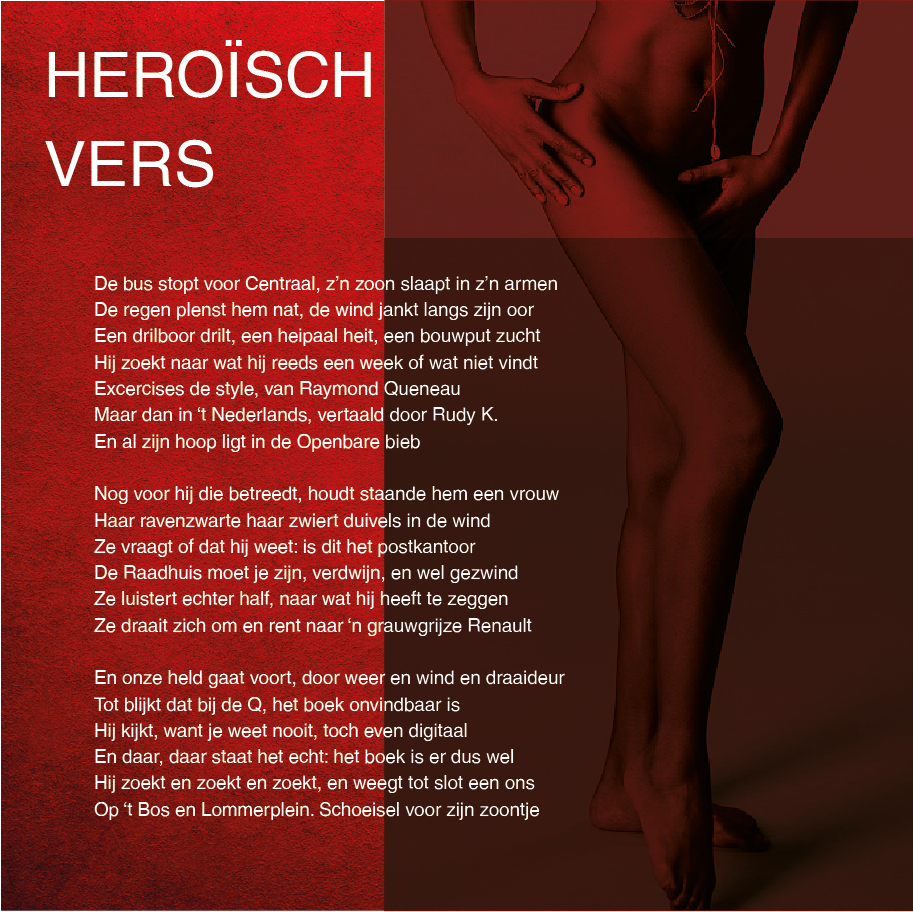 HEROÏSCH
VERS
De bus stopt voor Centraal, z’n zoon slaapt in z’n armen
De regen plenst hem nat, de wind jankt langs zijn oor
Een drilboor drilt, een heipaal heit, een bouwput zucht
Hij zoekt naar wat hij reeds een week of wat niet vindt
Excercises de style, van Raymond Queneau
Maar dan in ‘t Nederlands, vertaald door Rudy K.
En al zijn hoop ligt in de Openbare bieb
Nog voor hij die betreedt, houdt staande hem een vrouw
Haar ravenzwarte haar zwiert duivels in de wind
Ze vraagt of dat hij weet: is dit het postkantoor
De Raadhuis moet je zijn, verdwijn, en wel gezwind
Ze luistert echter half, naar wat hij heeft te zeggen
Ze draait zich om en rent naar ‘n grauwgrijze Renault
En onze held gaat voort, door weer en wind en draaideur
Tot blijkt dat bij de Q, het boek onvindbaar is
Hij kijkt, want je weet nooit, toch even digitaal
En daar, daar staat het echt: het boek is er dus wel
Hij zoekt en zoekt en zoekt, en weegt tot slot een ons
Op ‘t Bos en Lommerplein. Schoeisel voor zijn zoontje